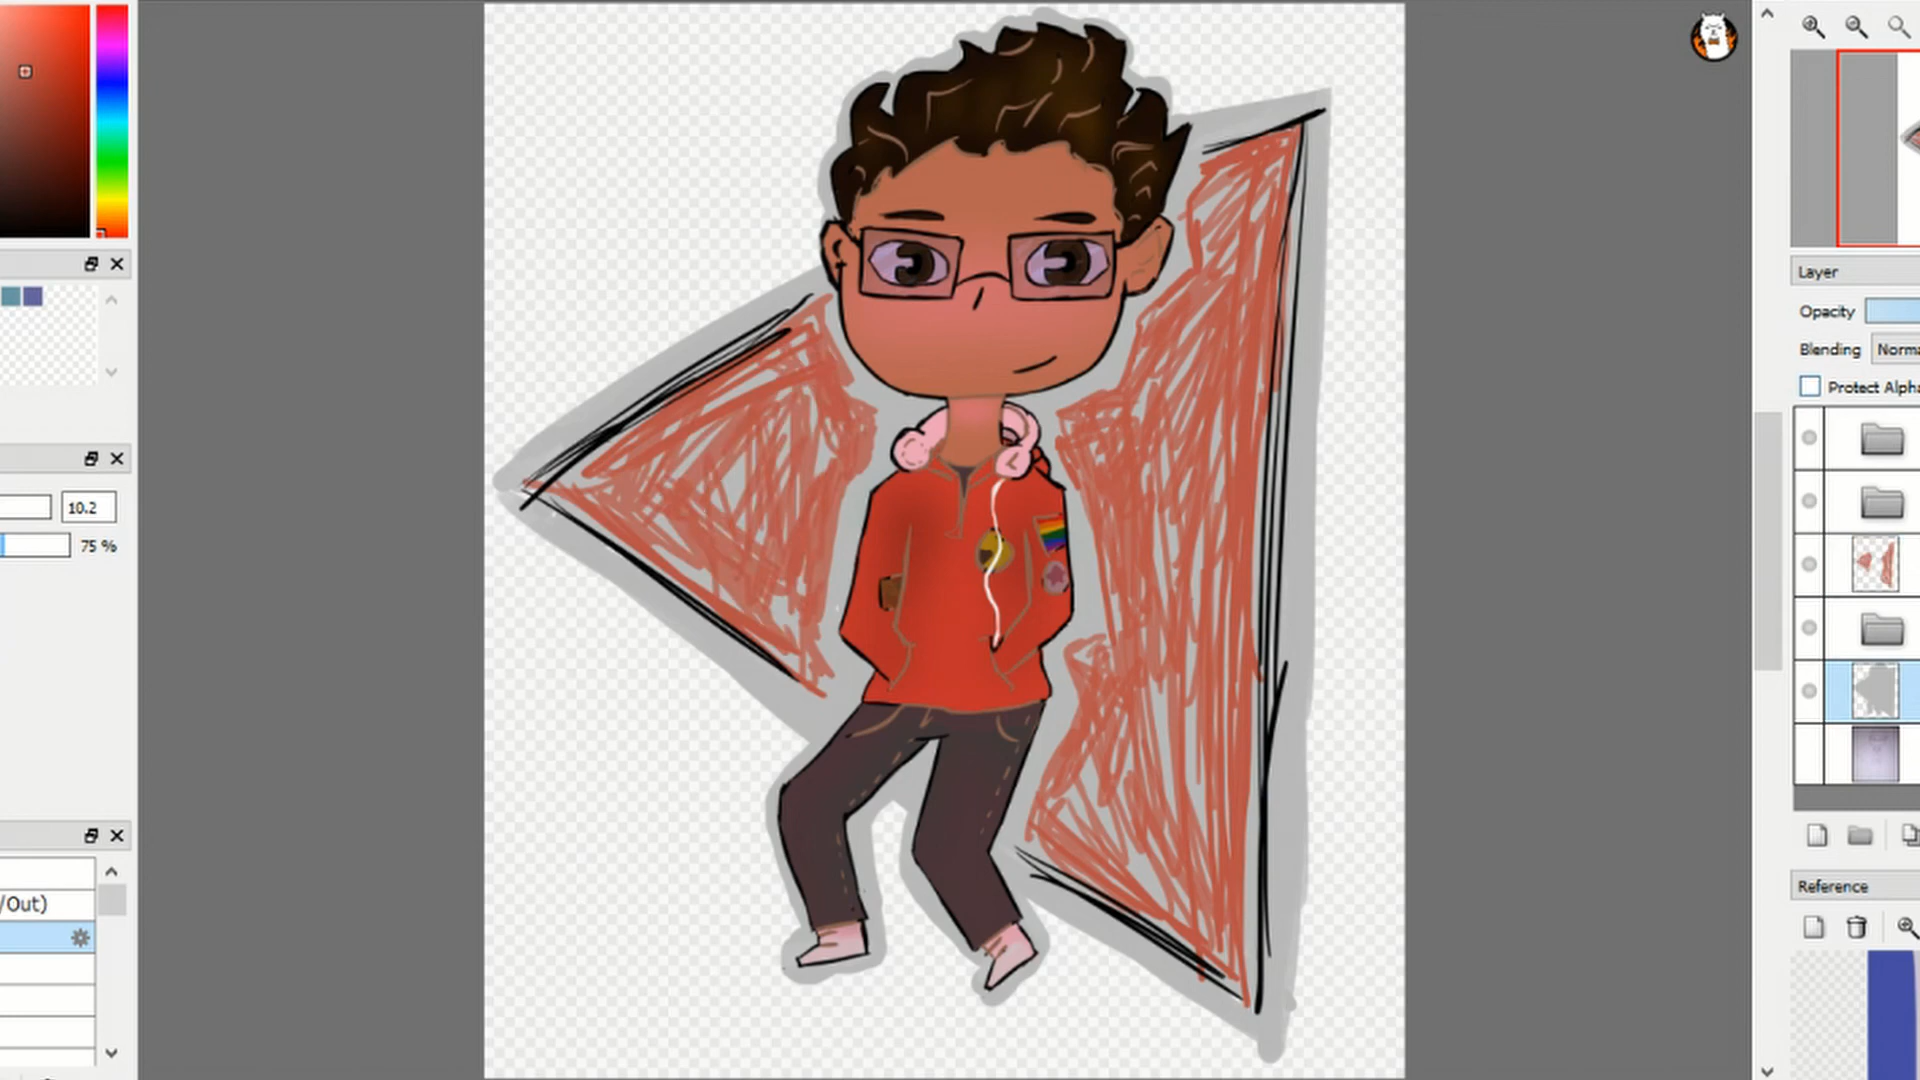 10.2
75 %
/Out)
Layer
Opacity
Blending Norma
Protect Alpha
Reference